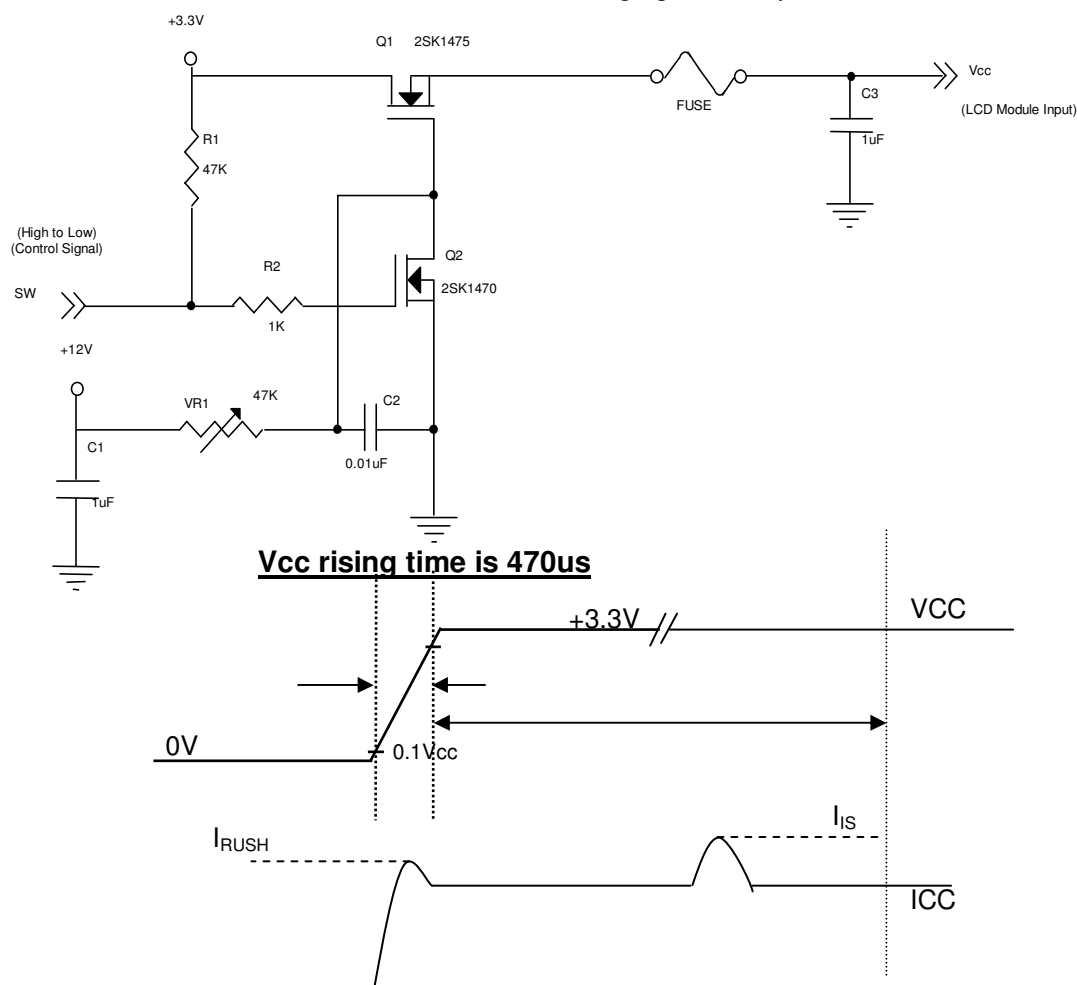 +3.3V
Q1 2SK1475
Vcc
FUSE
C3
(LCD Module Input)
R1
47K
1uF
(High to Low)
(Control Signal)
R2
Q2
2SK1470
SW
1K
+12V
VR1
47K
C2
C1
0.01uF
1uF
Vcc rising time is 470us
+3.3V
VCC
0V
0.1Vcc
IRUSH
IIS
ICC